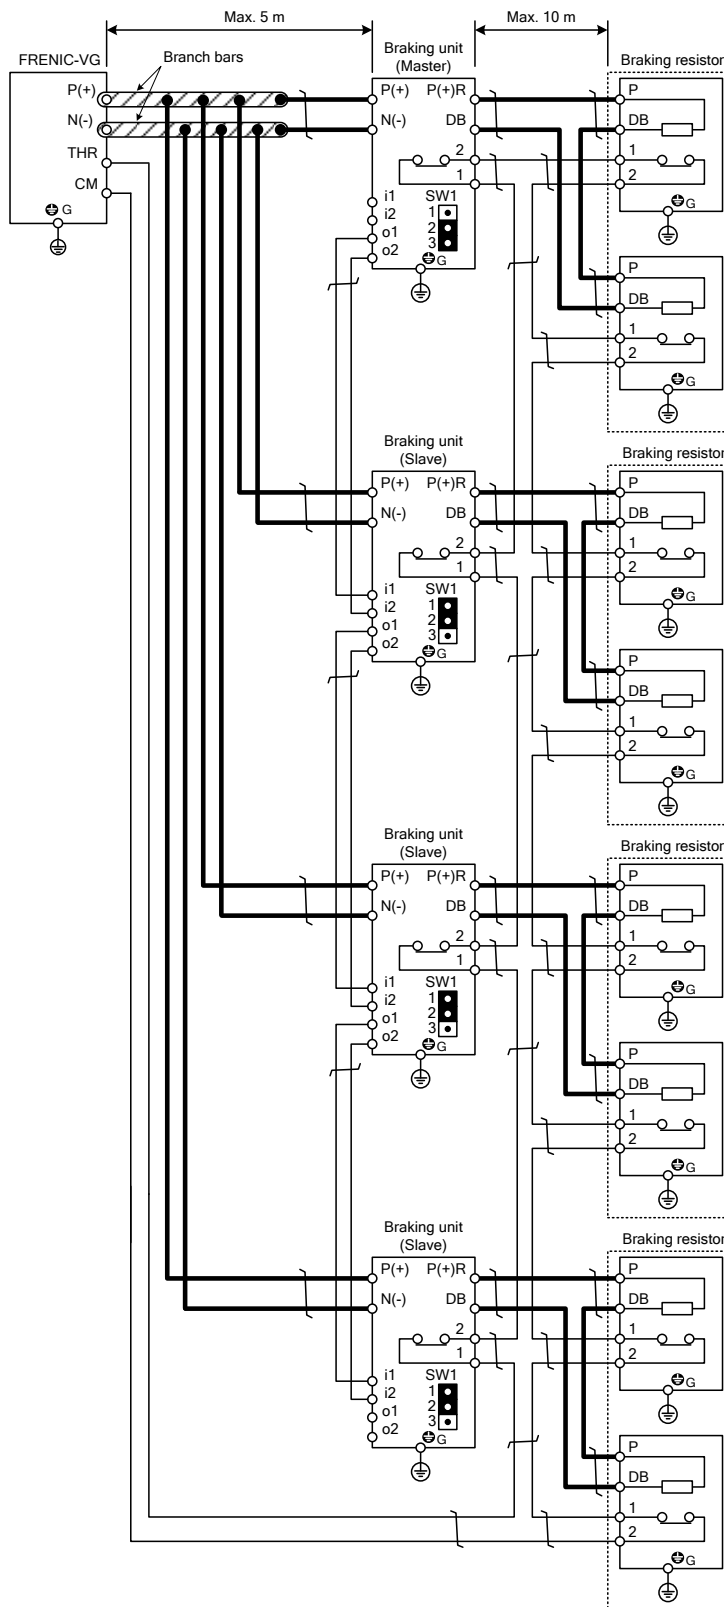 Max. 5 m
Max. 10 m
FRENIC-VG
Branch bars
Braking unit
(Master)
Braking resistor
P(+)
N(-)
THR
CM
G
P(+)
P(+)R
N(-)
DB
2
1
i1
i2
o1
o2
SW1
1
2
3
G
P
DB
1
2
G
P
DB
1
2
G
Braking unit
(Slave)
Braking resistor
P(+)
P(+)R
N(-)
DB
2
1
i1
i2
o1
o2
SW1
1
2
3
G
P
DB
1
2
G
P
DB
1
2
G
Braking unit
(Slave)
Braking resistor
P(+)
P(+)R
N(-)
DB
2
1
i1
i2
o1
o2
SW1
1
2
3
G
P
DB
1
2
G
P
DB
1
2
G
Braking unit
(Slave)
Braking resistor
P(+)
P(+)R
N(-)
DB
2
1
i1
i2
o1
o2
SW1
1
2
3
G
P
DB
1
2
G
P
DB
1
2
G